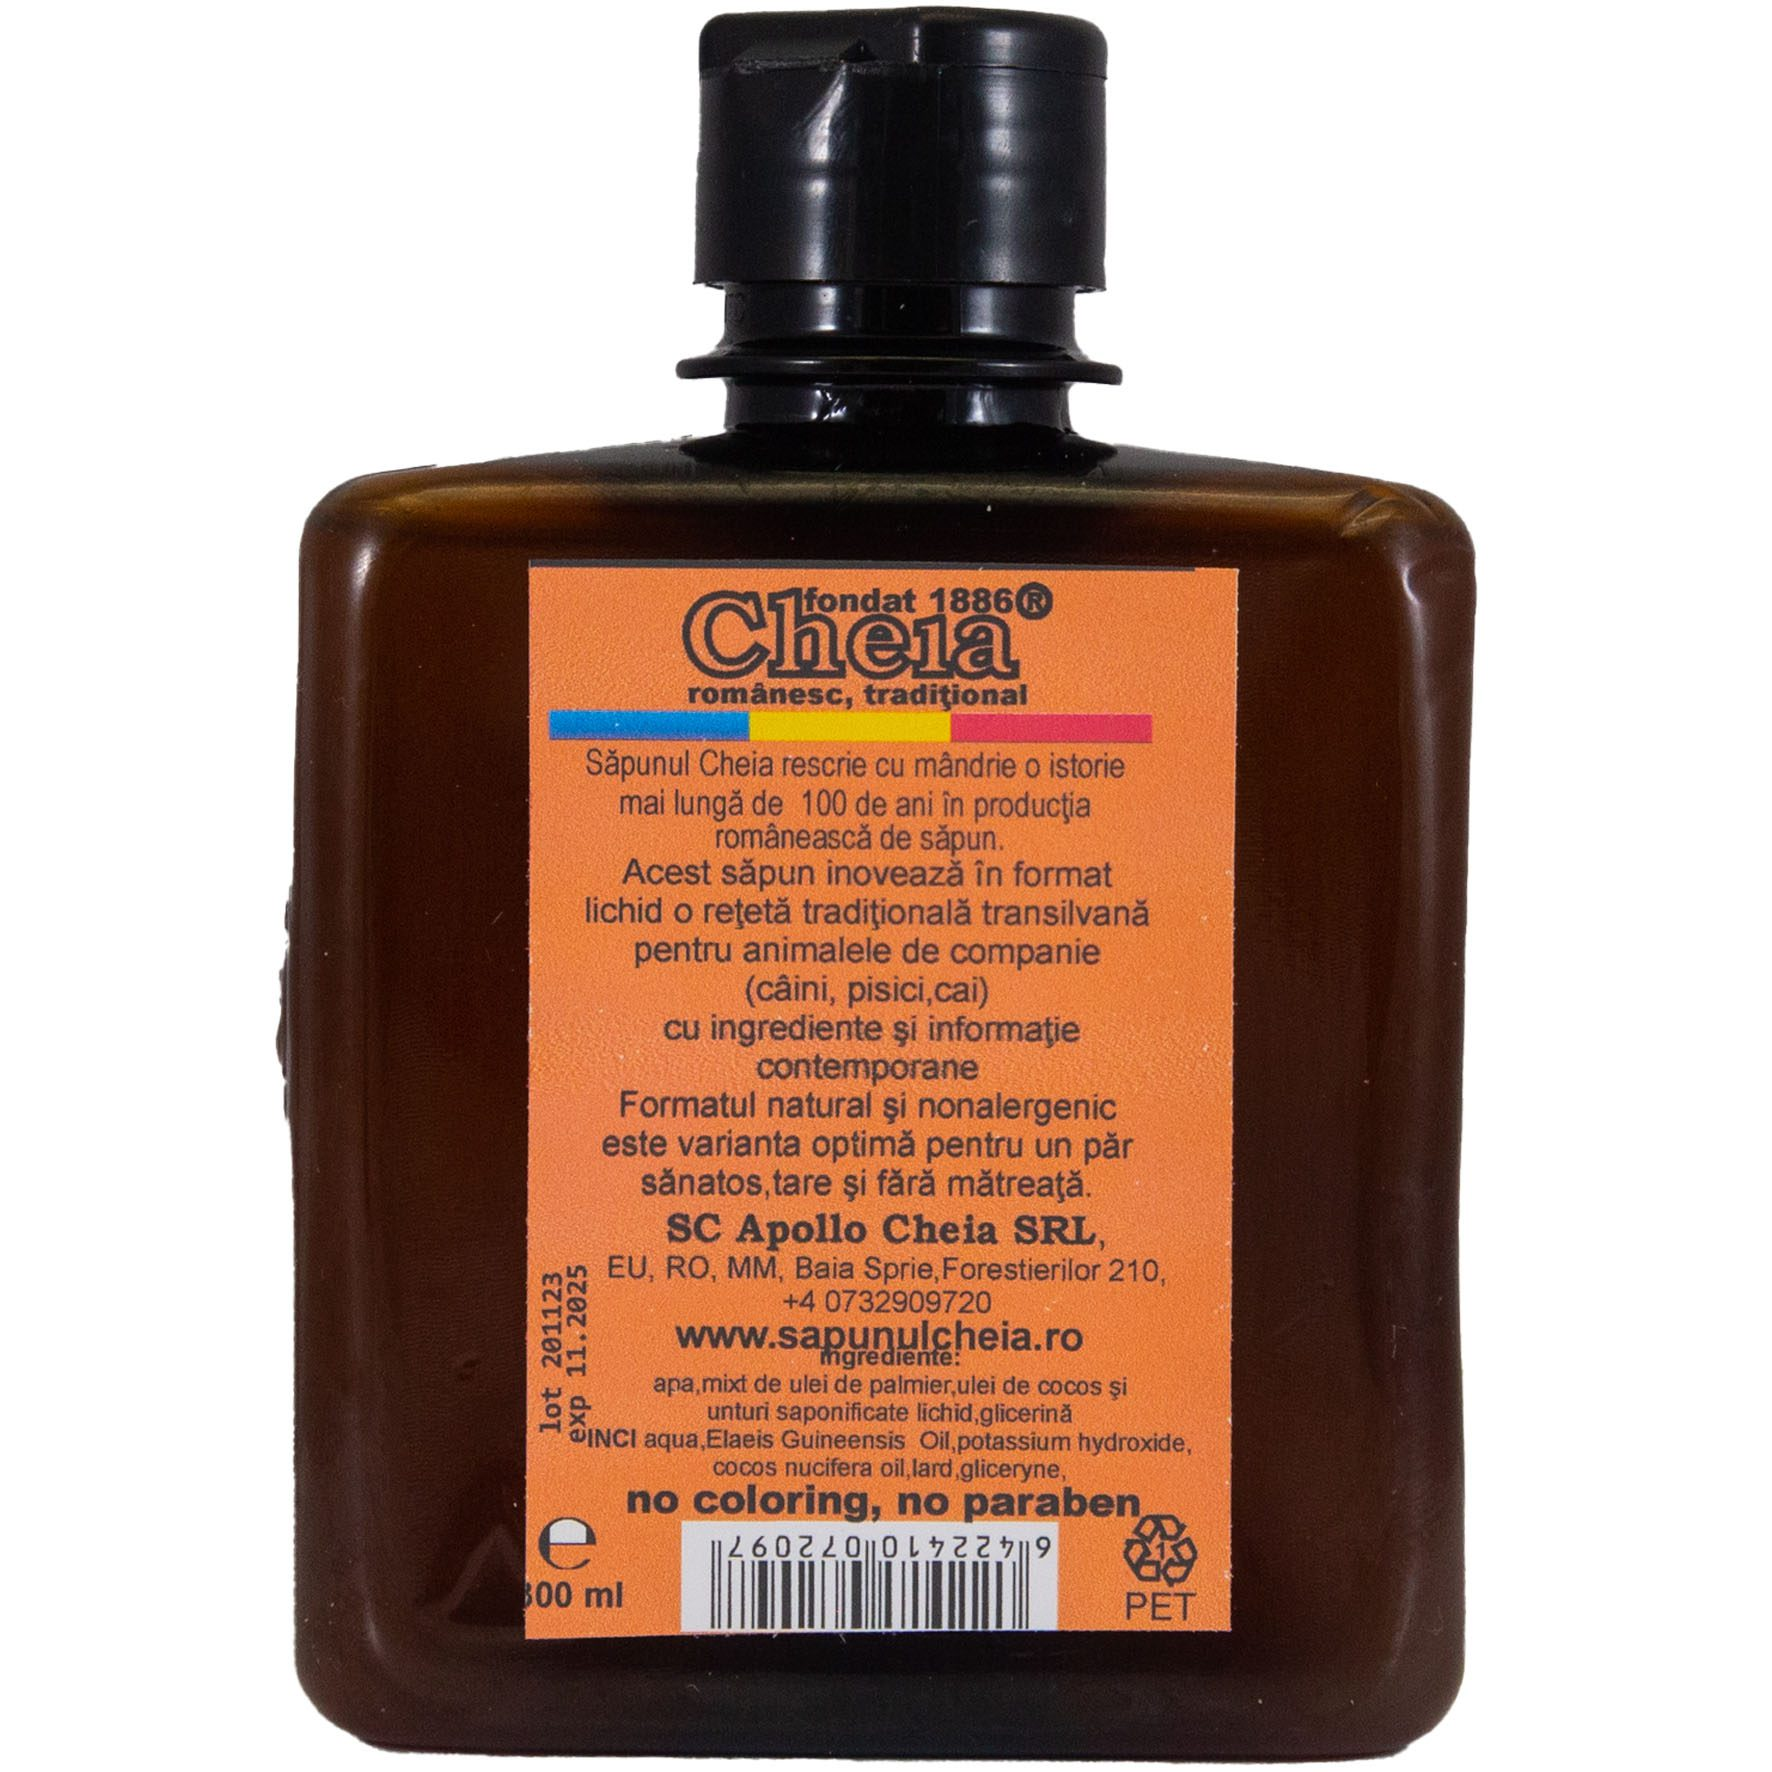 fondat 1886®
Cheia
românesc, tradiţional
Săpunul Cheia rescrie cu mândrie o istorie
mai lungă de 100 de ani în producţia
românească de săpun.
Acest săpun inovează în format
lichid o reţetă tradiţională transilvană
pentru animalele de companie
(câini, pisici,cai)
cu ingrediente şi informaţie
contemporane
Formatul natural şi nonalergenic
este varianta optimă pentru un păr
sănatos,tare şi fără mătreaţă.
SC Apollo Cheia SRL,
EU, RO, MM, Baia Sprie,Forestierilor 210,
+4 0732909720
www.sapunulcheia.ro
ingrediente:
apa,mixt de ulei de palmier,ulei de cocos şi
unturi saponificate lichid,glicerină
INCI aqua,Elaeis Guineensis Oil,potassium hydroxide,
cocos nucifera oil,lard,gliceryne,
no coloring, no paraben
lot 201123
exp 11.2025
e
300 ml
6422410072097
1
PET